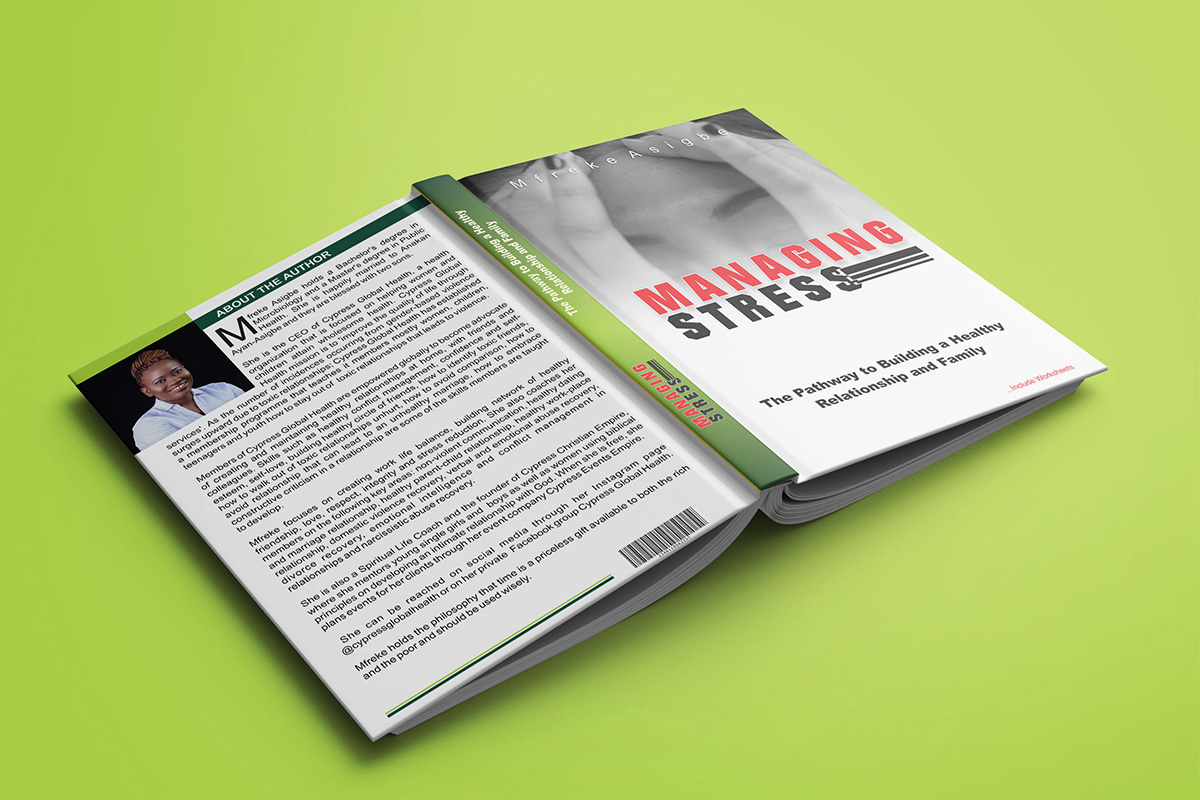 ABOUT THE AUTHOR
Mfreke Asigbe holds a Bachelor's degree in
Microbiology and a Master's degree in Public
Health . She is happily married to Anakan
and they are blessed with two sons.
She is the CEO of Cypress Global Health, a health
organization that is focused on helping women and
children attain wholesome health. Cypress Global
Health mission is to "improve the quality of life through
services'. As the number of incidences occurring from gender-based violence
surges upward due to toxic relationships; Cypress Global Health has established
a membership programme that teaches it members mostly women, children,
teenagers and youth how to stay out of toxic relationships that leads to violence.
Members of Cypress Global Health are empowered globally to become advocate
of creating and maintaining healthy relationships at home, with friends and
colleagues. Skills such as healthy conflict management, confidence and self-
esteem, self-love, building healthy circle of friends, how to identify toxic friends,
how to walk out of toxic relationships unhurt, how to avoid comparison, how to
avoid relationship that can lead to an unhealthy marriage, how to embrace
constructive criticism in a relationship are some of the skills members are taught
to develop.
Mfreke focuses on creating work life balance, building network of healthy
friendship, love, respect, integrity and stress reduction. She also coaches her
members on the following key areas: non-violent communication, healthy dating
and marriage relationship, healthy parent-child relationship, healthy work-place
relationship, domestic violence recovery, verbal and emotional abuse recovery,
divorce recovery, emotional intelligence and conflict management in
relationships and narcissistic abuse recovery.
She is also a Spiritual Life Coach and the founder of Cypress Christian Empire,
where she mentors young single girls and boys as well as women using biblical
principles on developing an intimate relationship with God. When she is free, she
plans events for her clients through her event company Cypress Events Empire.
She can be reached on social media through her Instagram page
@cypressglobalhealth or on her private Facebook group Cypress Global Health.
Mfreke holds the philosophy that time is a priceless gift available to both the rich
and the poor and should be used wisely.
The Pathway to Building a Healthy
Relationship and Family
MANAGING
STRESS
Mfreke Asigbe
MANAGING
STRESS
The Pathway to Building a Healthy
Relationship and Family
...Include Worksheets